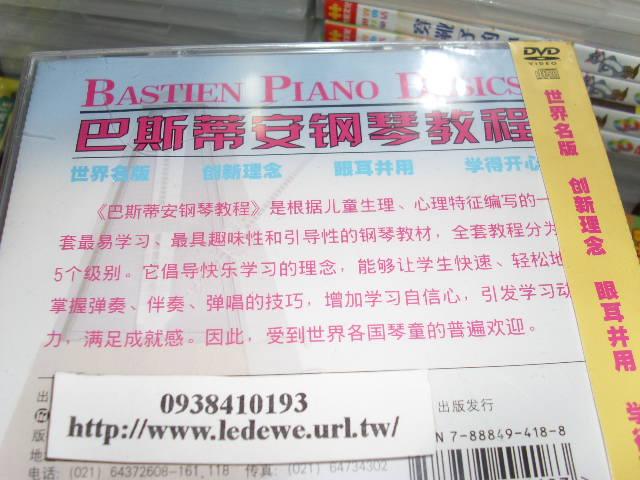 BASTIEN PIANO BASICS
巴斯蒂安钢琴教程
世界名版 创新理念 眼耳并用 学得开心
《巴斯蒂安钢琴教程》是根据儿童生理、心理特征编写的一
套最易学习、最具趣味性和引导性的钢琴教材，全套教程分为
5个级别。它倡导快乐学习的理念，能够让学生快速、轻松地
掌握弹奏、伴奏、弹唱的技巧，增加学习自信心，引发学习动
力，满足成就感。因此，受到世界各国琴童的普遍欢迎。
出
出版发行
版
地
N 7-88849-418-8
电话: (021) 64372608-161,118 传真: (021) 64734302
0938410193
http://www.ledewe.url.tw/
DVD
VIDEO
世界名版 创新理念 眼耳并用 学